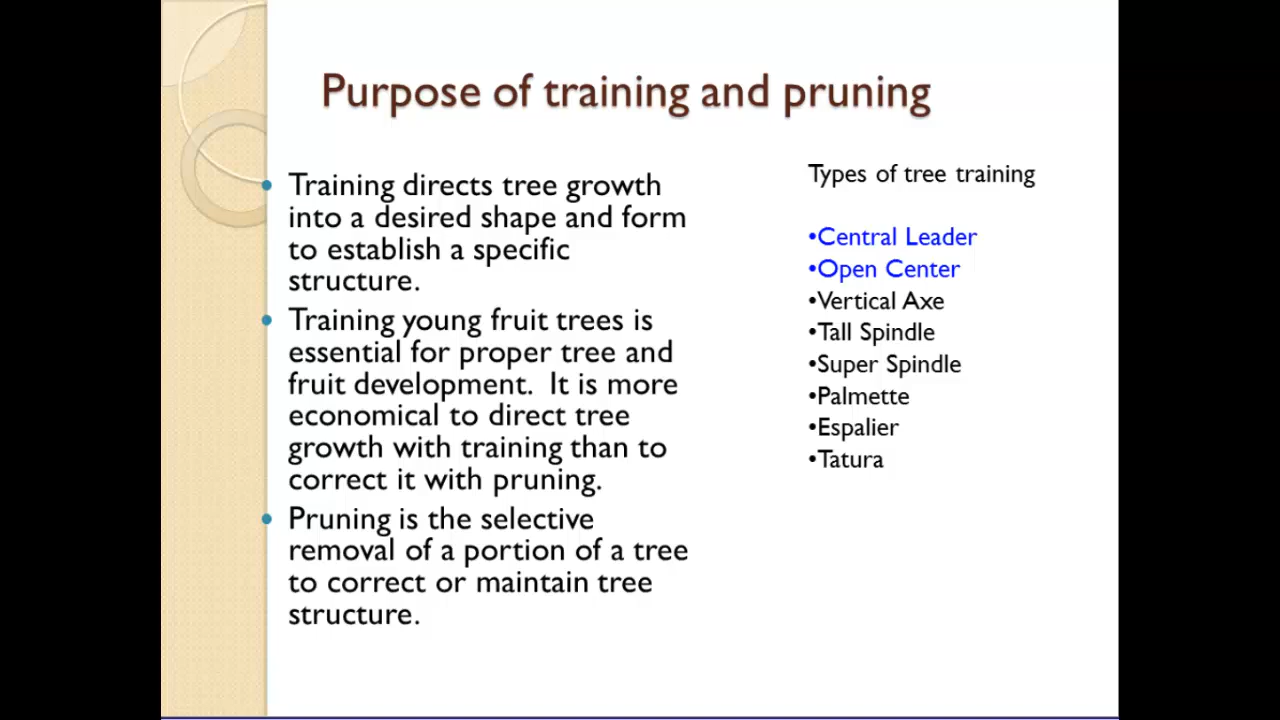 Purpose of training and pruning
• Training directs tree growth
into a desired shape and form
to establish a specific
structure.
• Training young fruit trees is
essential for proper tree and
fruit development.  It is more
economical to direct tree
growth with training than to
correct it with pruning.
• Pruning is the selective
removal of a portion of a tree
to correct or maintain tree
structure.
Types of tree training
•Central Leader
•Open Center
•Vertical Axe
•Tall Spindle
•Super Spindle
•Palmette
•Espalier
•Tatura